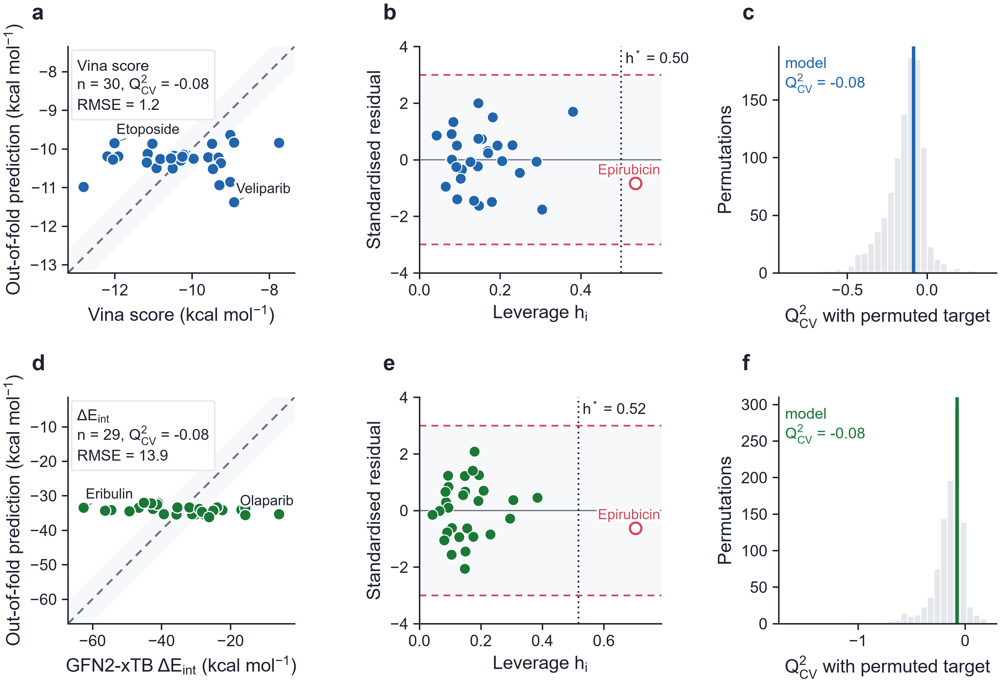 a
Out-of-fold prediction (kcal mol⁻¹)
−8
−9
−10
−11
−12
−13
Vina score
n = 30, Q²CV = -0.08
RMSE = 1.2
Etoposide
Veliparib
−12
−10
−8
Vina score (kcal mol⁻¹)
b
Standardised residual
4
2
0
−2
−4
h* = 0.50
Epirubicin
0.0
0.2
0.4
Leverage hᵢ
c
Permutations
150
100
50
0
model
Q²CV = -0.08
−0.5
0.0
Q²CV with permuted target
d
Out-of-fold prediction (kcal mol⁻¹)
−10
−20
−30
−40
−50
−60
ΔEint
n = 29, Q²CV = -0.08
RMSE = 13.9
Eribulin
Olaparib
−60
−40
−20
GFN2-xTB ΔEint (kcal mol⁻¹)
e
Standardised residual
4
2
0
−2
−4
h* = 0.52
Epirubicin
0.0
0.2
0.4
0.6
Leverage hᵢ
f
Permutations
300
250
200
150
100
50
0
model
Q²CV = -0.08
−1
0
Q²CV with permuted target